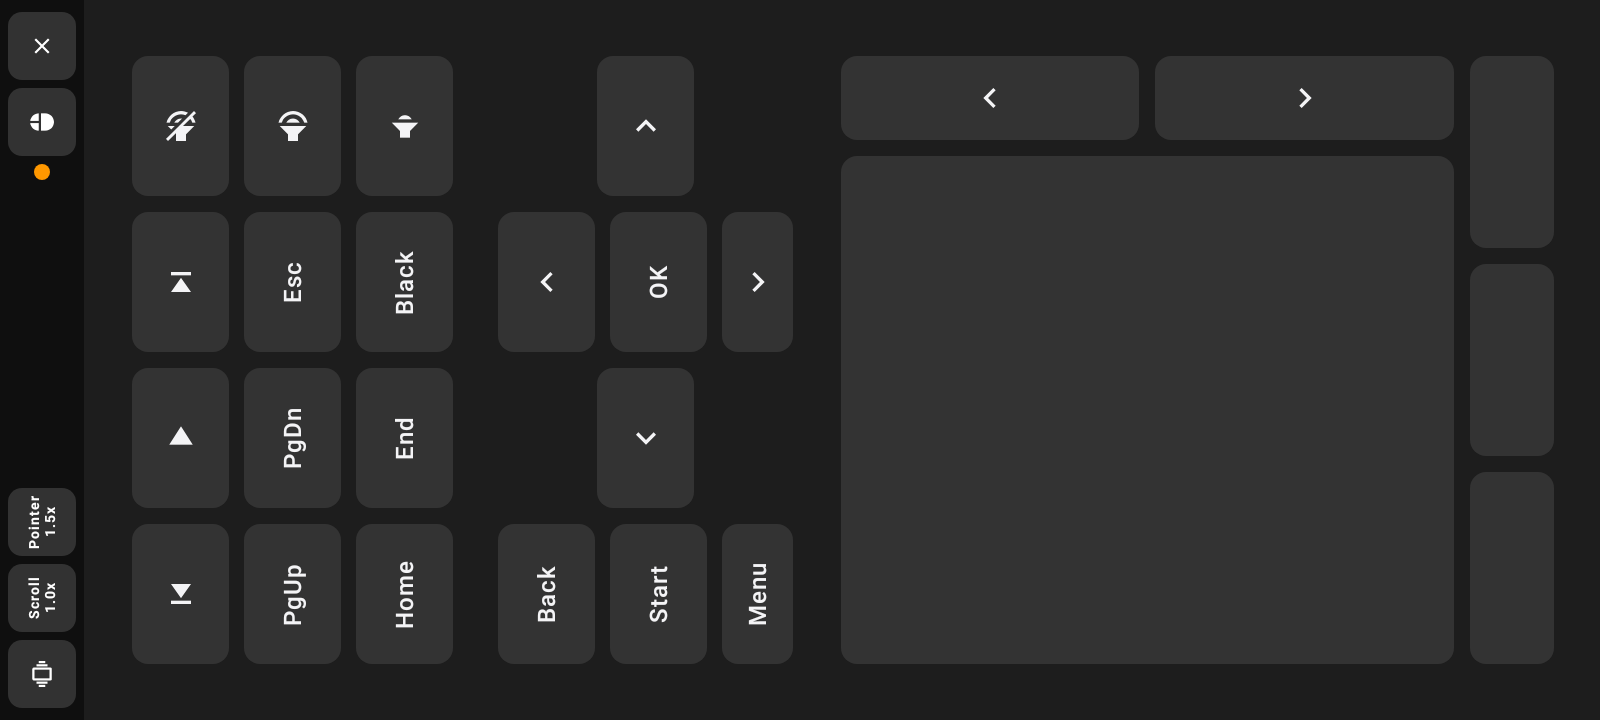 Esc
Black
OK
PgDn
End
PgUp
Home
Back
Start
Menu
Pointer
1.5x
Scroll
1.0x